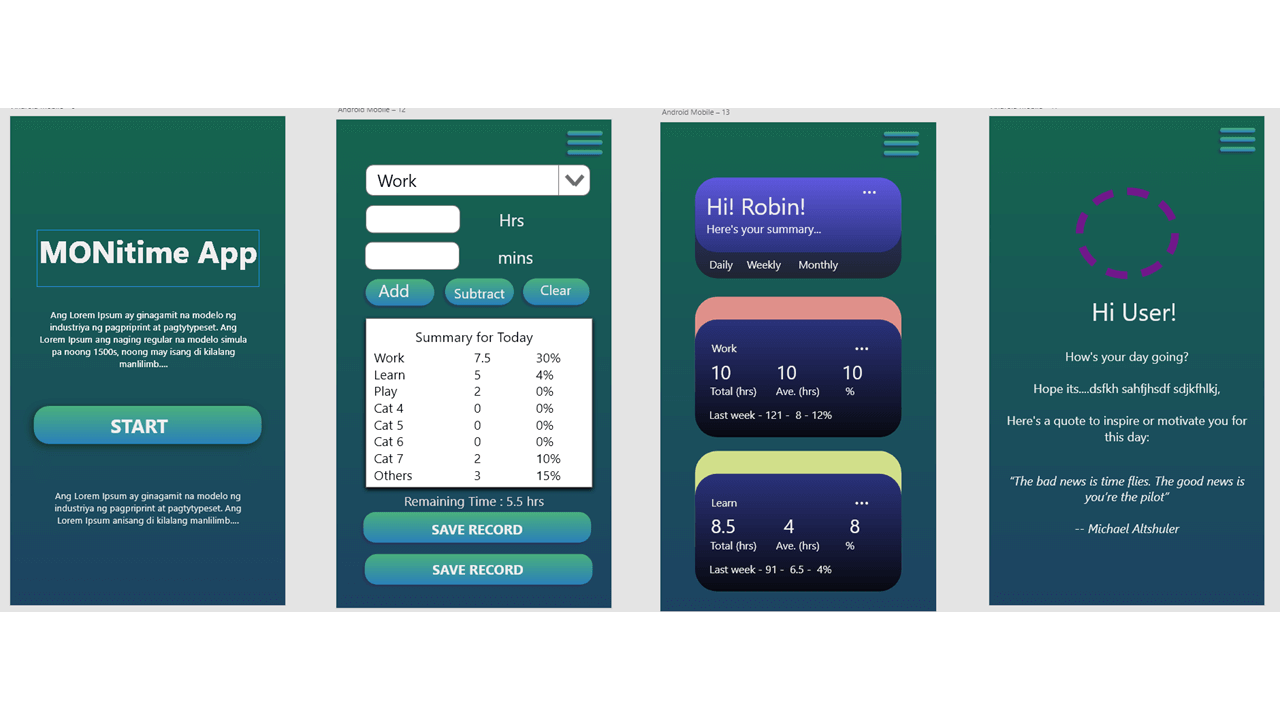 Android Mobile – 12
Android Mobile – 13
MONitime App
Ang Lorem Ipsum ay ginagamit na modelo ng
industriya ng pagpriprint at pagtytypeset. Ang
Lorem Ipsum ang naging regular na modelo simula
pa noong 1500s, noong may isang di kilalang
manlilimb....
START
Ang Lorem Ipsum ay ginagamit na modelo ng
industriya ng pagpriprint at pagtytypeset. Ang
Lorem Ipsum anisang di kilalang manlilimb....
Work
Hrs
mins
Add Subtract Clear
Summary for Today
Work 7.5 30%
Learn 5 4%
Play 2 0%
Cat 4 0 0%
Cat 5 0 0%
Cat 6 0 0%
Cat 7 2 10%
Others 3 15%
Remaining Time : 5.5 hrs
SAVE RECORD
SAVE RECORD
Hi! Robin!
Here's your summary...
Daily Weekly Monthly
Work
10 10 10
Total (hrs) Ave. (hrs) %
Last week - 121 - 8 - 12%
Learn
8.5 4 8
Total (hrs) Ave. (hrs) %
Last week - 91 - 6.5 - 4%
Hi User!
How's your day going?
Hope its....dsfkh sahfjhsdf sdjkfhlkj,
Here's a quote to inspire or motivate you for
this day:
“The bad news is time flies. The good news is
you’re the pilot”
-- Michael Altshuler